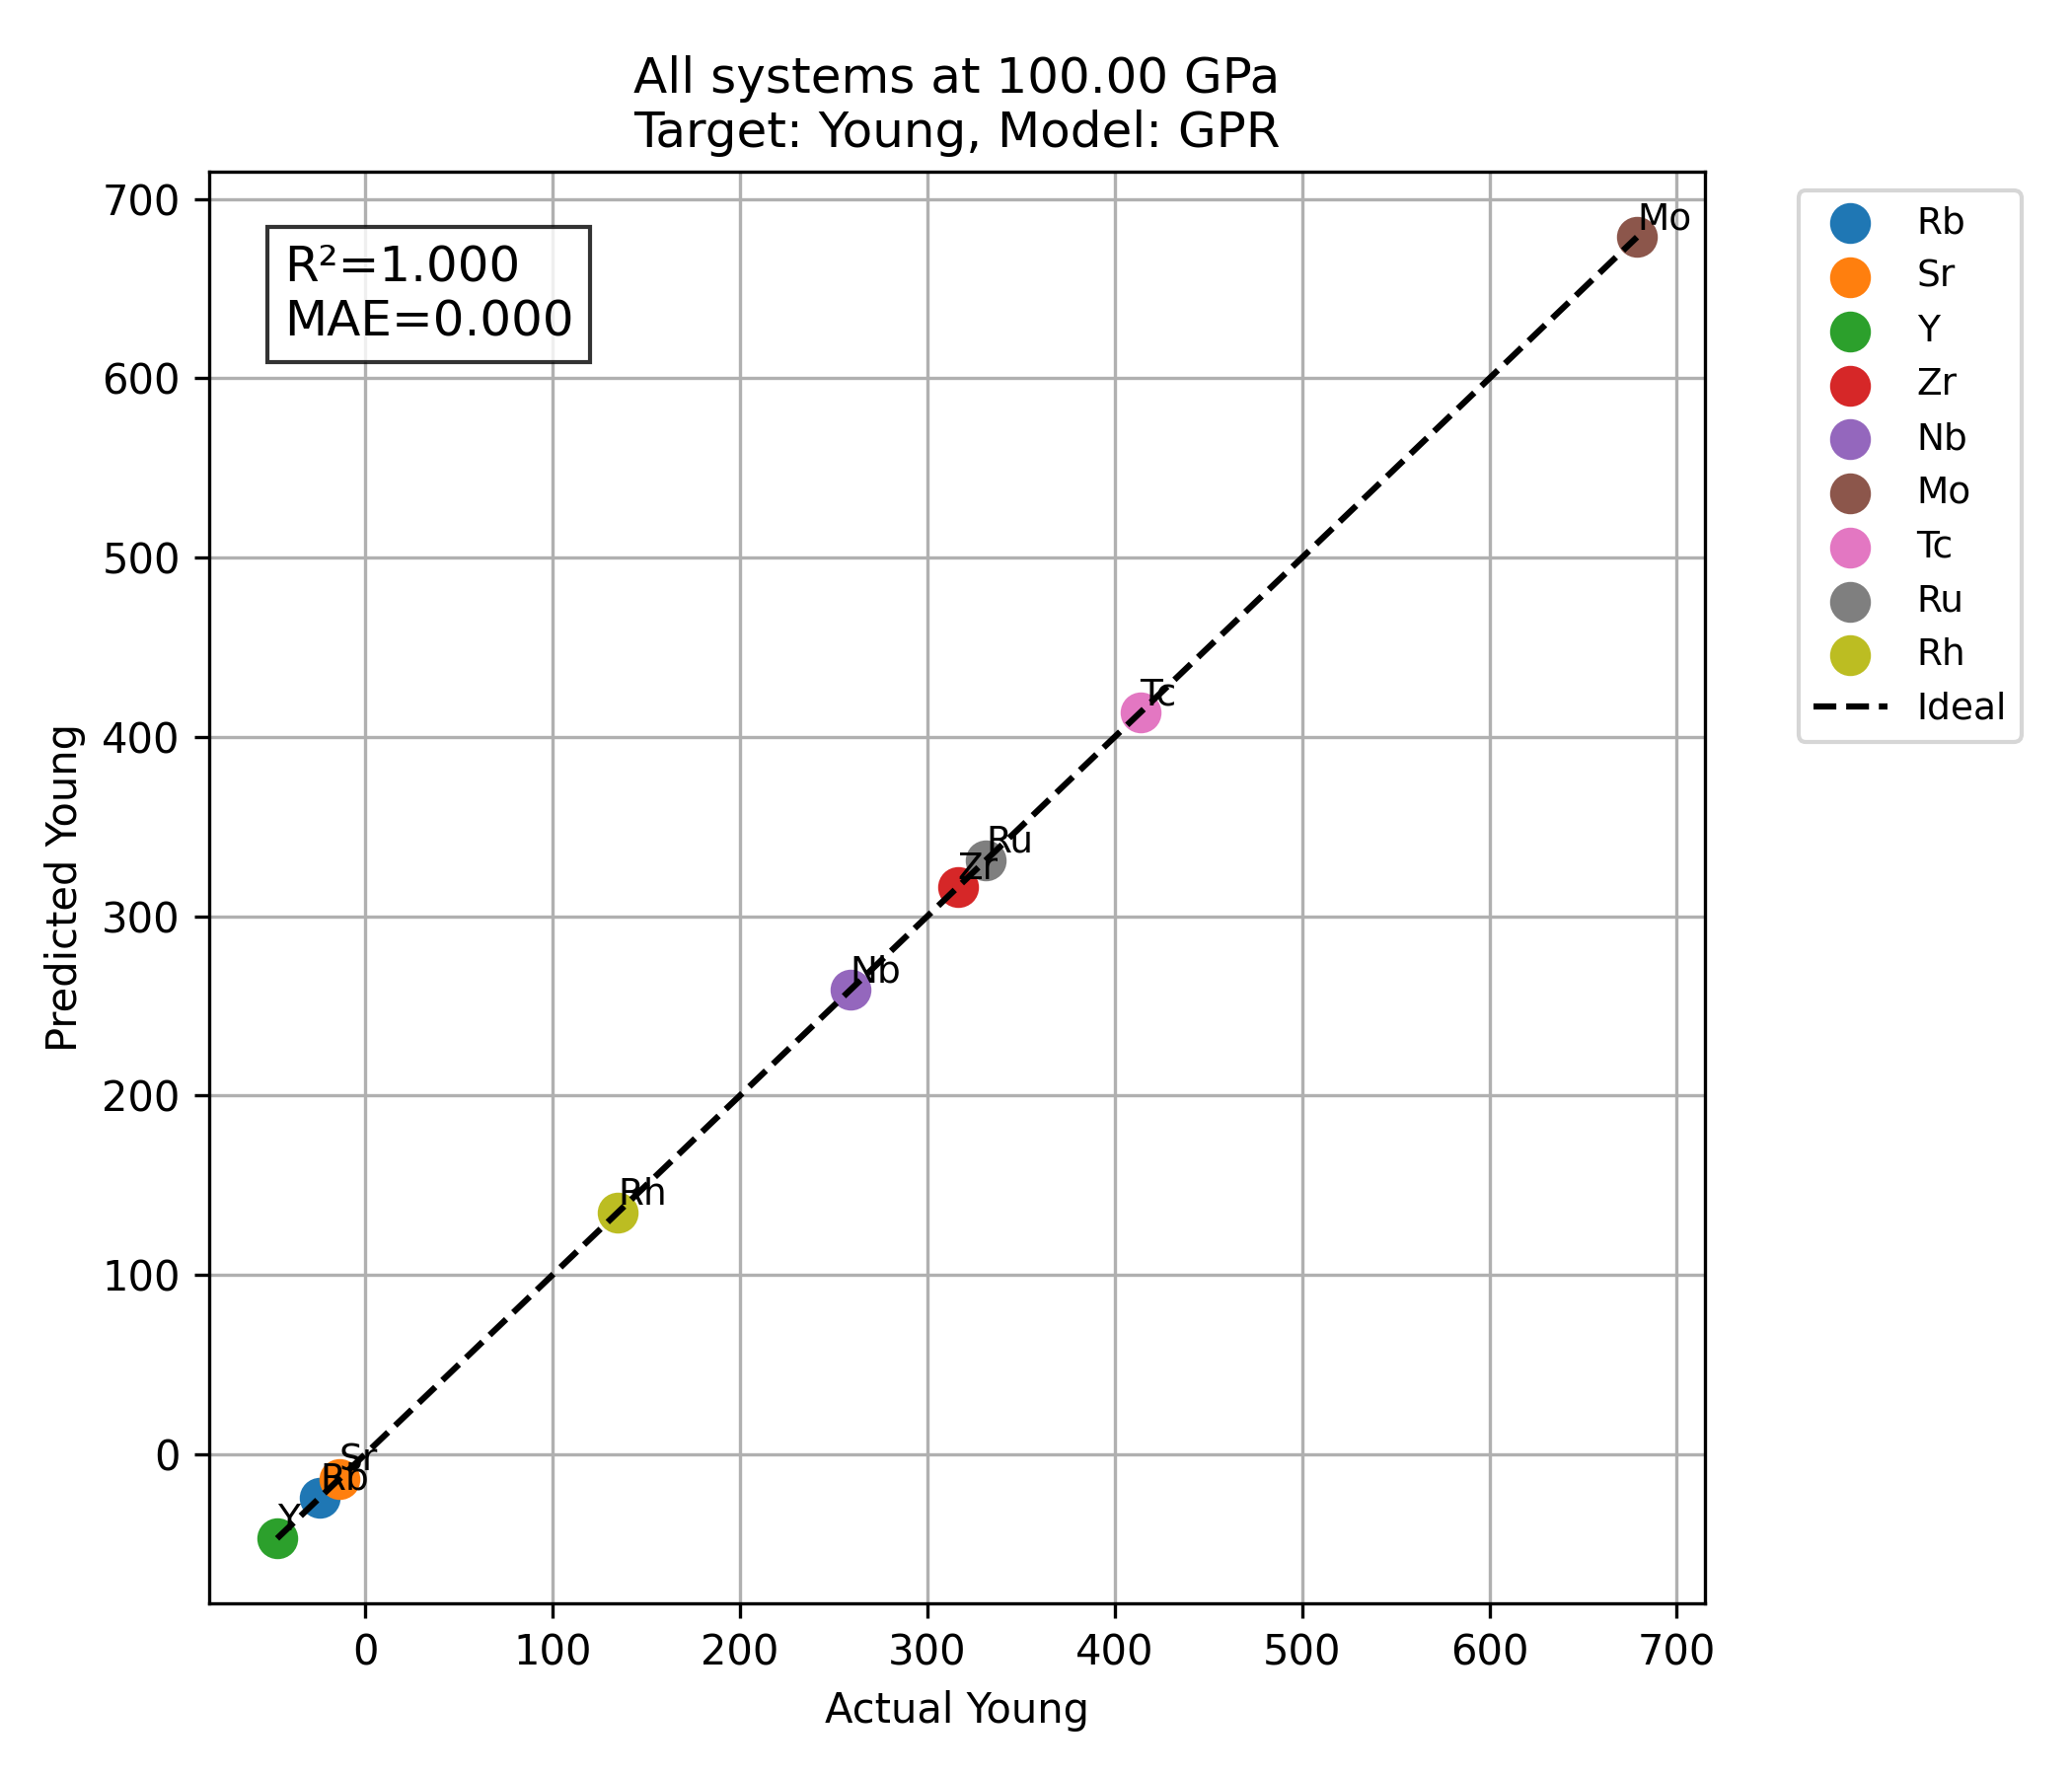 All systems at 100.00 GPa
Target: Young, Model: GPR
R²=1.000
MAE=0.000
Predicted Young
700
600
500
400
300
200
100
0
Mo
Tc
Ru
Zr
Nb
Rh
Sr
Rb
Y
0 100 200 300 400 500 600 700
Actual Young
Rb
Sr
Y
Zr
Nb
Mo
Tc
Ru
Rh
Ideal